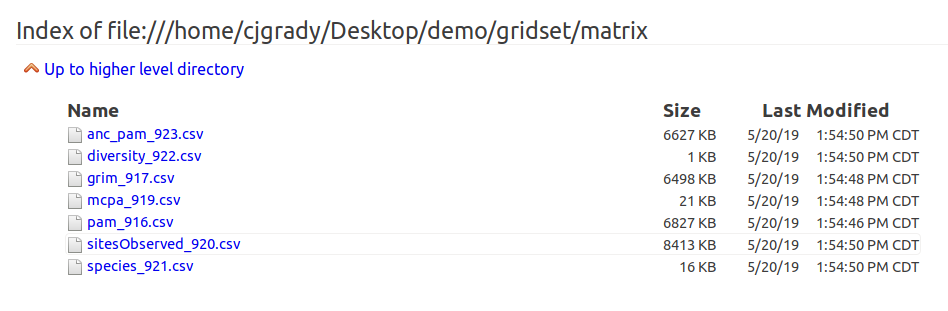 Index of file:///home/cjgrady/Desktop/demo/gridset/matrix
Up to higher level directory
Name Size Last Modified
anc_pam_923.csv 6627 KB 5/20/19 1:54:50 PM CDT
diversity_922.csv 1 KB 5/20/19 1:54:50 PM CDT
grim_917.csv 6498 KB 5/20/19 1:54:48 PM CDT
mcpa_919.csv 21 KB 5/20/19 1:54:48 PM CDT
pam_916.csv 6827 KB 5/20/19 1:54:46 PM CDT
sitesObserved_920.csv 8413 KB 5/20/19 1:54:50 PM CDT
species_921.csv 16 KB 5/20/19 1:54:50 PM CDT